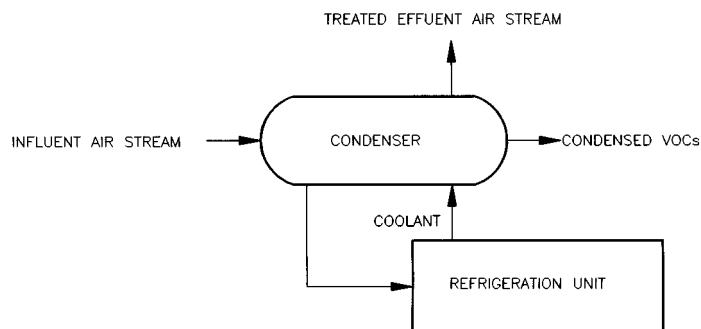 TREATED EFFUENT AIR STREAM
INFLUENT AIR STREAM
CONDENSER
CONDENSED VOCs
COOLANT
REFRIGERATION UNIT